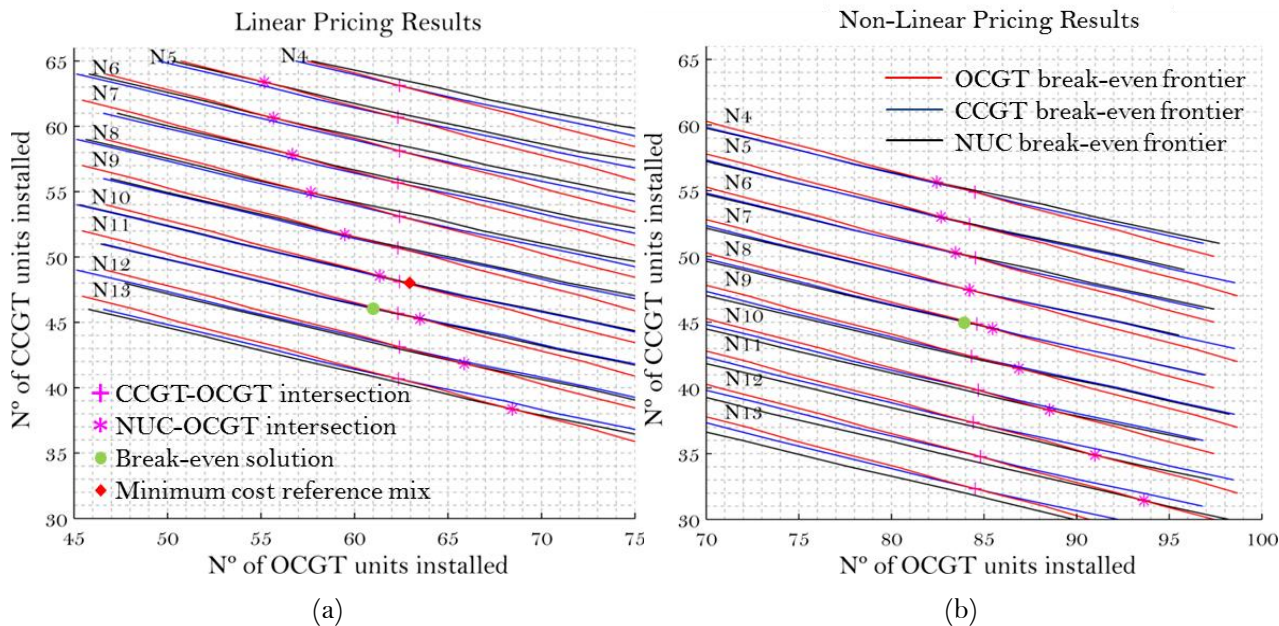 Linear Pricing Results
N4
N5
N6
N7
N8
N9
N10
N11
N12
N13
65
60
55
50
45
40
35
30
Nº of CCGT units installed
CCGT-OCGT intersection
NUC-OCGT intersection
Break-even solution
Minimum cost reference mix
45
50
55
60
65
70
75
Nº of OCGT units installed
(a)
Non-Linear Pricing Results
OCGT break-even frontier
CCGT break-even frontier
NUC break-even frontier
N4
N5
N6
N7
N8
N9
N10
N11
N12
N13
65
60
55
50
45
40
35
30
Nº of CCGT units installed
70
75
80
85
90
95
100
Nº of OCGT units installed
(b)